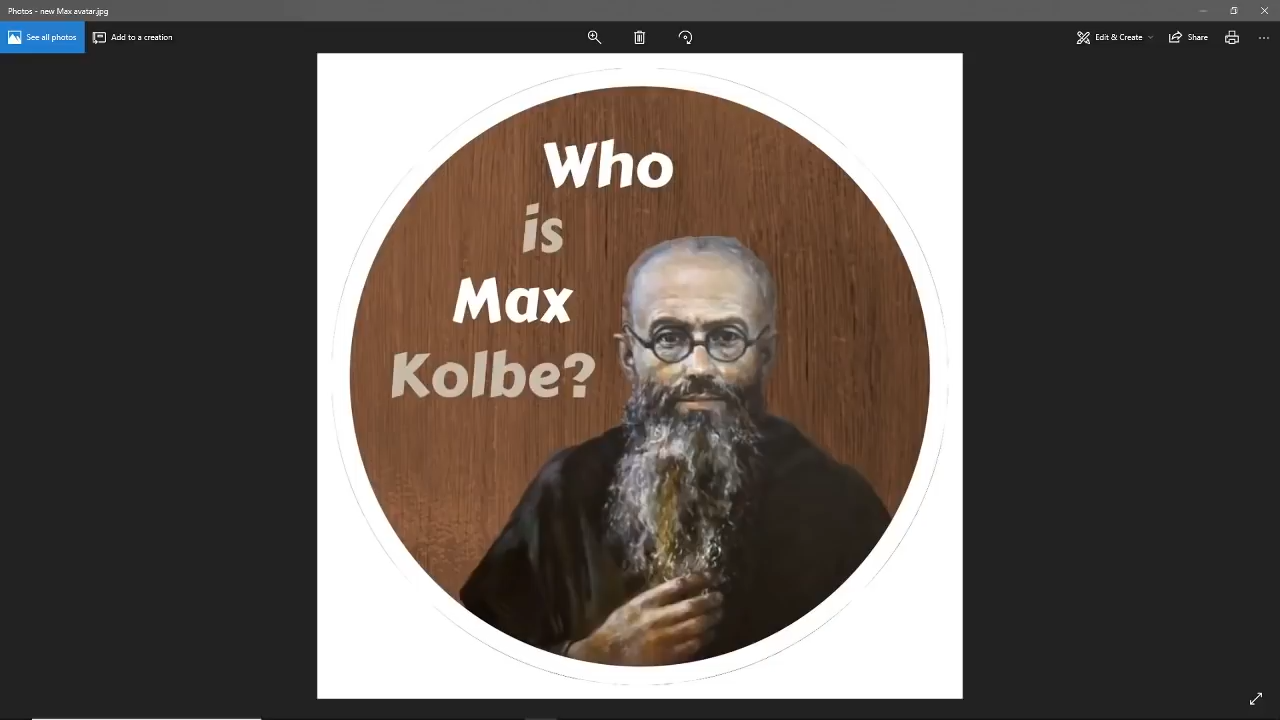 Photos - new Max avatar.jpg
See all photos
Add to a creation
Edit & Create
Share
Who
is
Max
Kolbe?